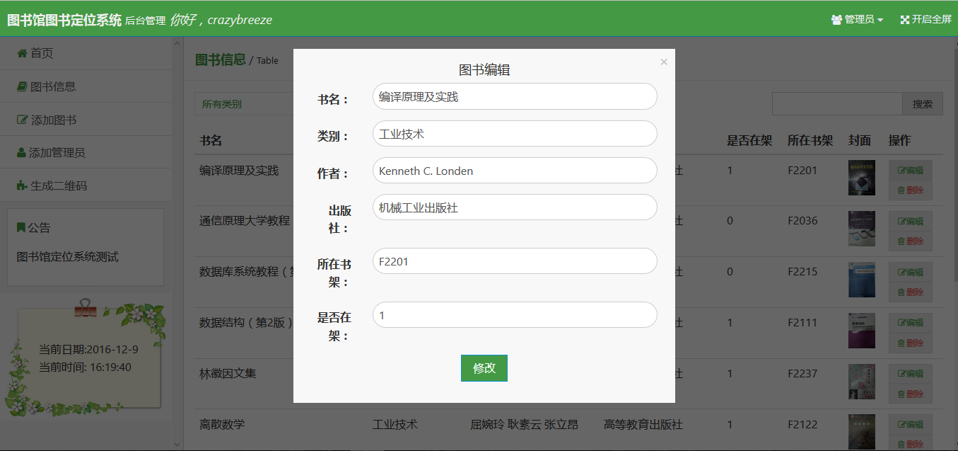 图书馆图书定位系统 后台管理 你好，crazybreeze
管理员 开启全屏
首页
图书信息
添加图书
添加管理员
生成二维码
公告
图书馆定位系统测试
当前日期:2016-12-9
当前时间: 16:19:40
图书信息 / Table
所有类别
搜索
书名 是否在架 所在书架 封面 操作
编译原理及实践 社 1 F2201 编辑
删除
通信原理大学教程 社 0 F2036 编辑
删除
数据库系统教程（ 社 0 F2215 编辑
删除
数据结构（第2版） 社 1 F2111 编辑
删除
林徽因文集 社 1 F2237 编辑
删除
离散数学 工业技术 屈婉玲 耿素云 张立昂 高等教育出版社 1 F2122 编辑
删除
图书编辑 ×
书名： 编译原理及实践
类别： 工业技术
作者： Kenneth C. Londen
出版
社： 机械工业出版社
所在书
架： F2201
是否在
架： 1
修改